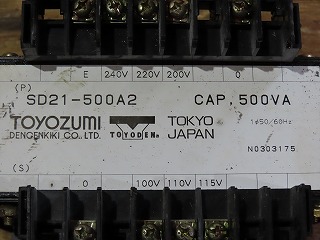 E 240V 220V 200V 0
(P)
SD21-500A2 CAP. 500VA
TOYOZUMI TOKYO 1ø50/60Hz
DENGENKIKI CO., LTD. TOYODEN JAPAN
N0303175
(S)
0 100V 110V 115V